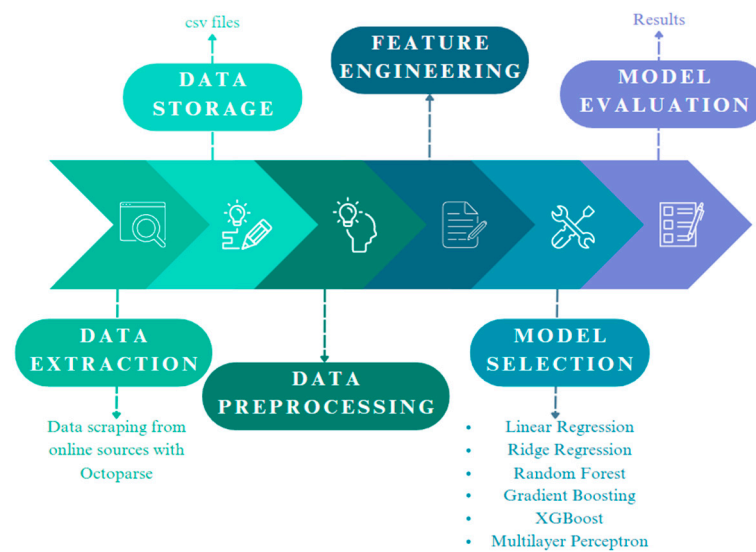 csv files
Results
DATA
STORAGE
FEATURE
ENGINEERING
MODEL
EVALUATION
DATA
EXTRACTION
DATA
PREPROCESSING
MODEL
SELECTION
Data scraping from
online sources with
Octoparse
• Linear Regression
• Ridge Regression
• Random Forest
• Gradient Boosting
• XGBoost
• Multilayer Perceptron